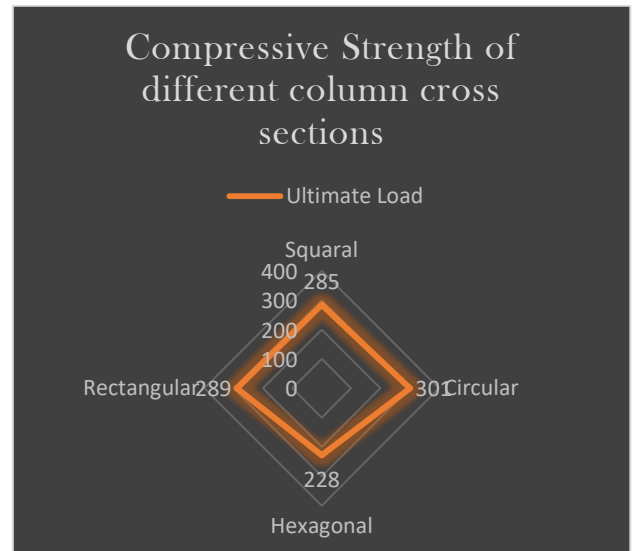 Compressive Strength of
different column cross
sections
Ultimate Load
Squaral
400
285
300
200
100
Rectangular
289
0
301
Circular
228
Hexagonal